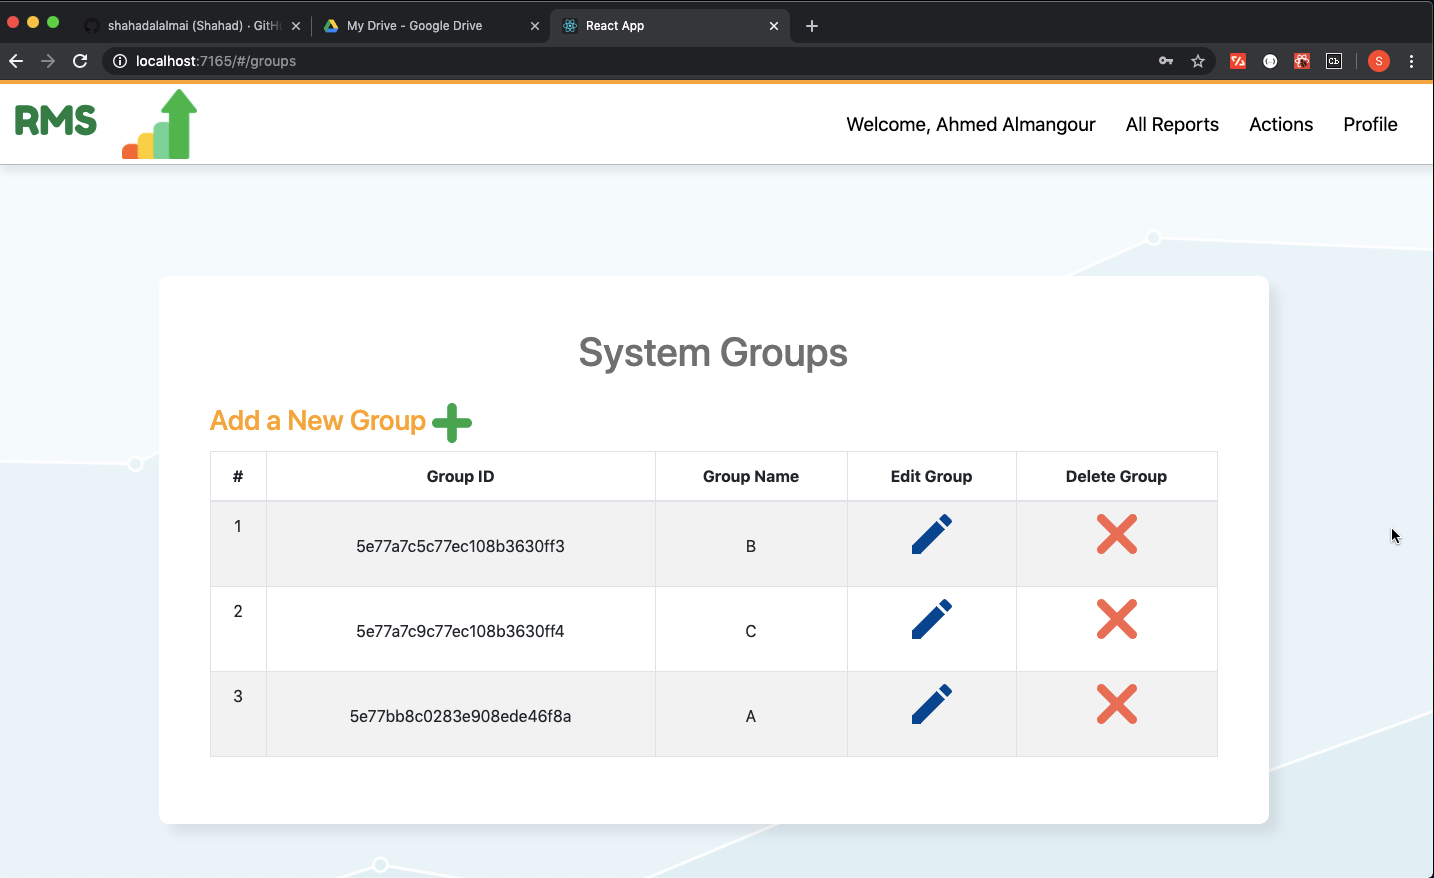 shahadalalmai (Shahad) · GitHu
My Drive - Google Drive
React App
localhost:7165/#/groups
S
RMS
Welcome, Ahmed Almangour
All Reports
Actions
Profile
System Groups
Add a New Group
# Group ID Group Name Edit Group Delete Group
1 5e77a7c5c77ec108b3630ff3 B
2 5e77a7c9c77ec108b3630ff4 C
3 5e77bb8c0283e908ede46f8a A